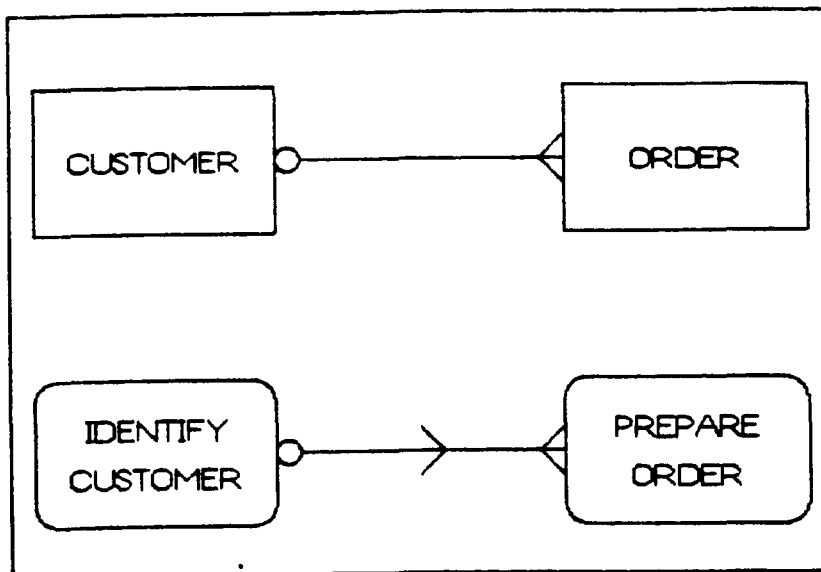 CUSTOMER
ORDER
IDENTIFY
CUSTOMER
PREPARE
ORDER